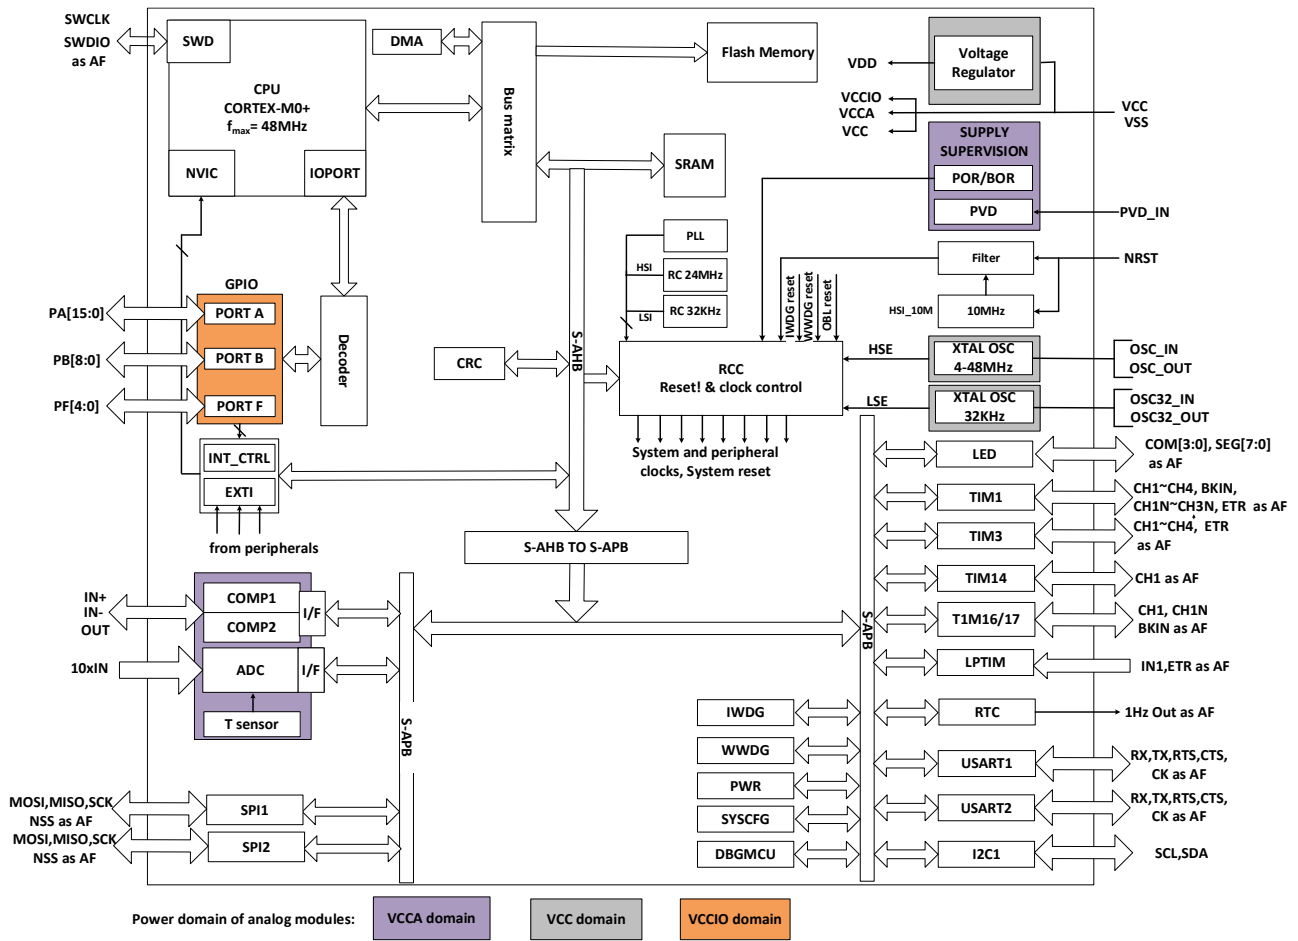 SWCLK
SWDIO
as AF
SWD
CPU
CORTEX-M0+
fmax= 48MHz
NVIC
IOPORT
DMA
Bus matrix
Flash Memory
SRAM
VDD
VCCIO
VCCA
VCC
Voltage
Regulator
VCC
VSS
SUPPLY
SUPERVISION
POR/BOR
PVD
PVD_IN
PLL
HSI
RC 24MHz
LSI
RC 32KHz
Filter
NRST
HSI_10M
10MHz
IWDG reset
WWDG reset
OBL reset
GPIO
PA[15:0]
PORT A
PB[8:0]
PORT B
PF[4:0]
PORT F
Decoder
CRC
S-AHB
RCC
Reset! & clock control
HSE
XTAL OSC
4-48MHz
OSC_IN
OSC_OUT
LSE
XTAL OSC
32KHz
OSC32_IN
OSC32_OUT
System and peripheral
clocks, System reset
INT_CTRL
EXTI
from peripherals
S-AHB TO S-APB
LED
COM[3:0], SEG[7:0]
as AF
TIM1
CH1~CH4, BKIN,
CH1N~CH3N, ETR as AF
TIM3
CH1~CH4, ETR
as AF
TIM14
CH1 as AF
T1M16/17
CH1, CH1N
BKIN as AF
LPTIM
IN1,ETR as AF
RTC
1Hz Out as AF
USART1
RX,TX,RTS,CTS,
CK as AF
USART2
RX,TX,RTS,CTS,
CK as AF
I2C1
SCL,SDA
S-APB
IN+
IN-
OUT
COMP1
COMP2
I/F
10xIN
ADC
I/F
T sensor
S-APB
IWDG
WWDG
PWR
SYSCFG
DBGMCU
MOSI,MISO,SCK
NSS as AF
SPI1
MOSI,MISO,SCK
NSS as AF
SPI2
Power domain of analog modules:
VCCA domain
VCC domain
VCCIO domain